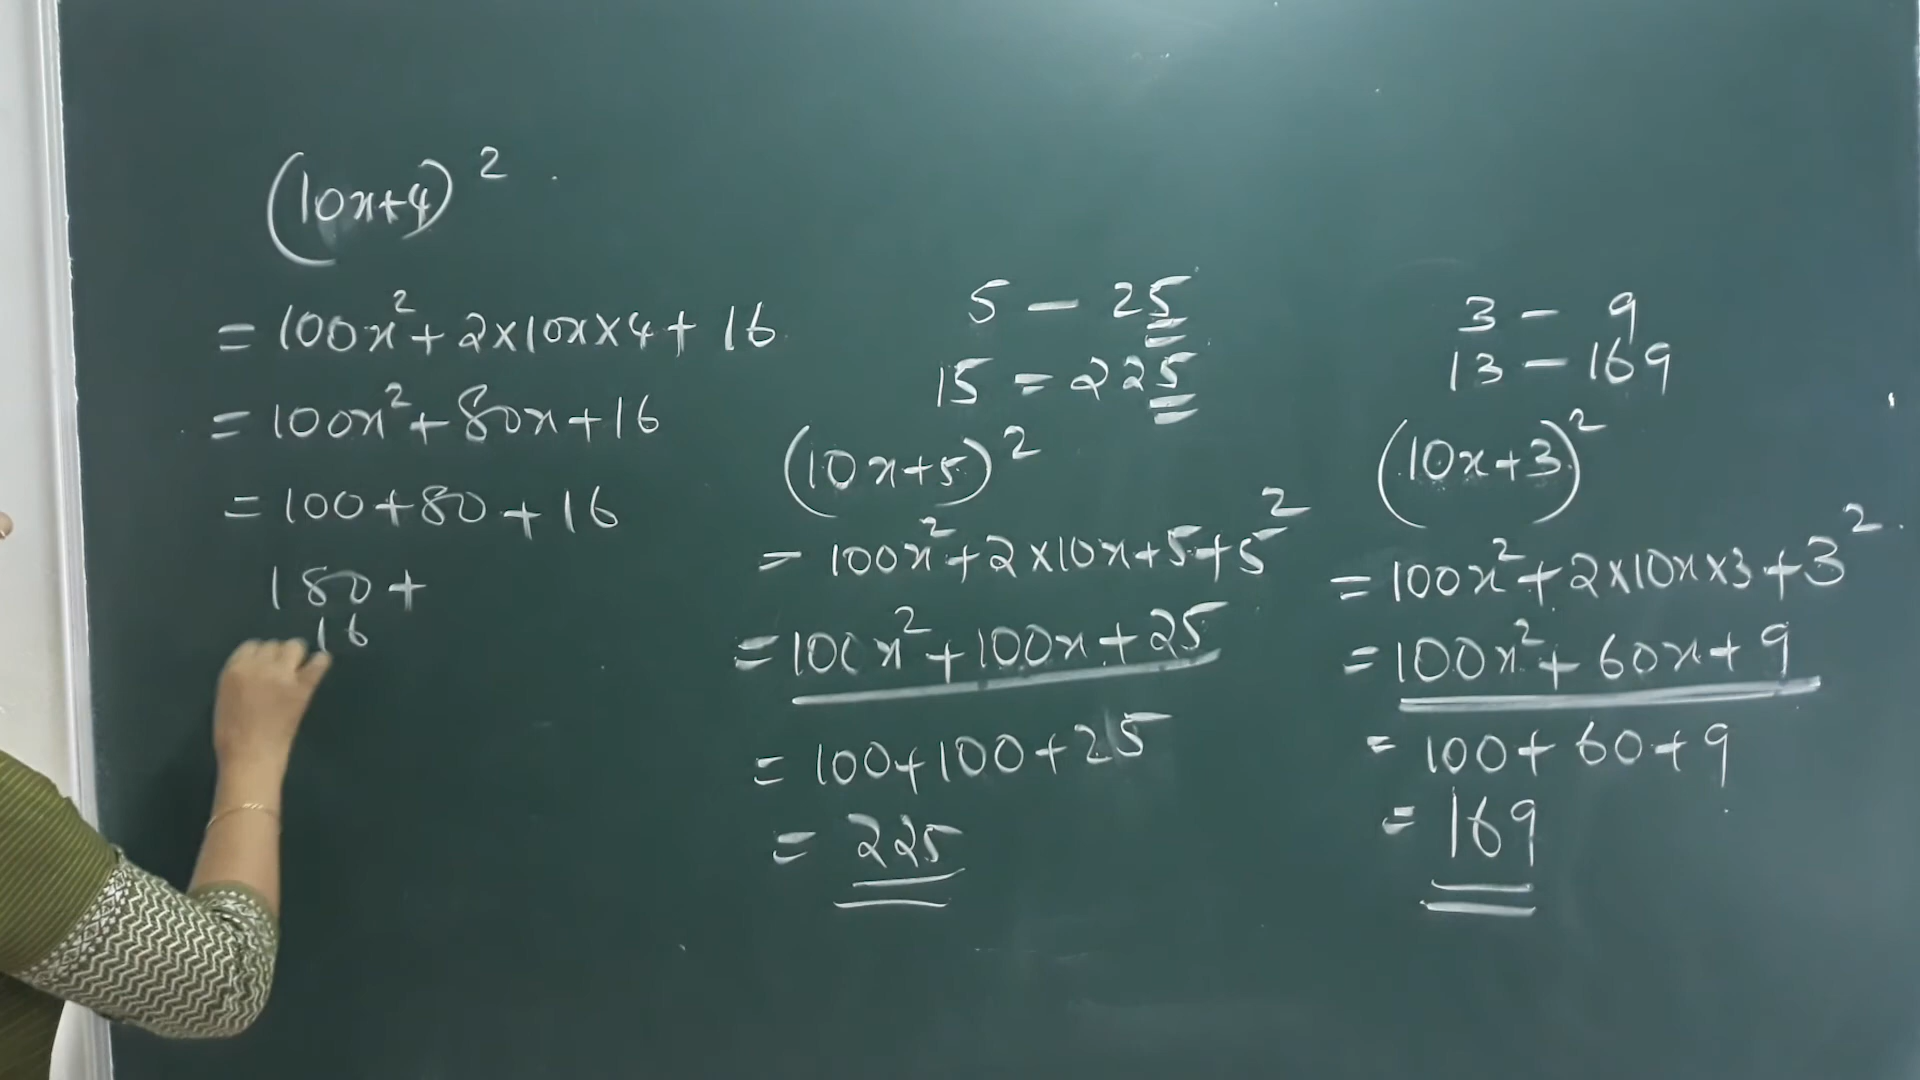 (10x+4)²
= 100x² + 2×10x×4 + 16
= 100x² + 80x + 16
= 100 + 80 + 16
180 +
16
5 – 25
15 = 225
(10x+5)²
= 100x² + 2×10x+5+5²
= 100x² + 100x + 25
= 100 + 100 + 25
= 225
3 – 9
13 – 169
(10x+3)²
= 100x² + 2×10x×3 + 3²
= 100x² + 60x + 9
= 100 + 60 + 9
= 169